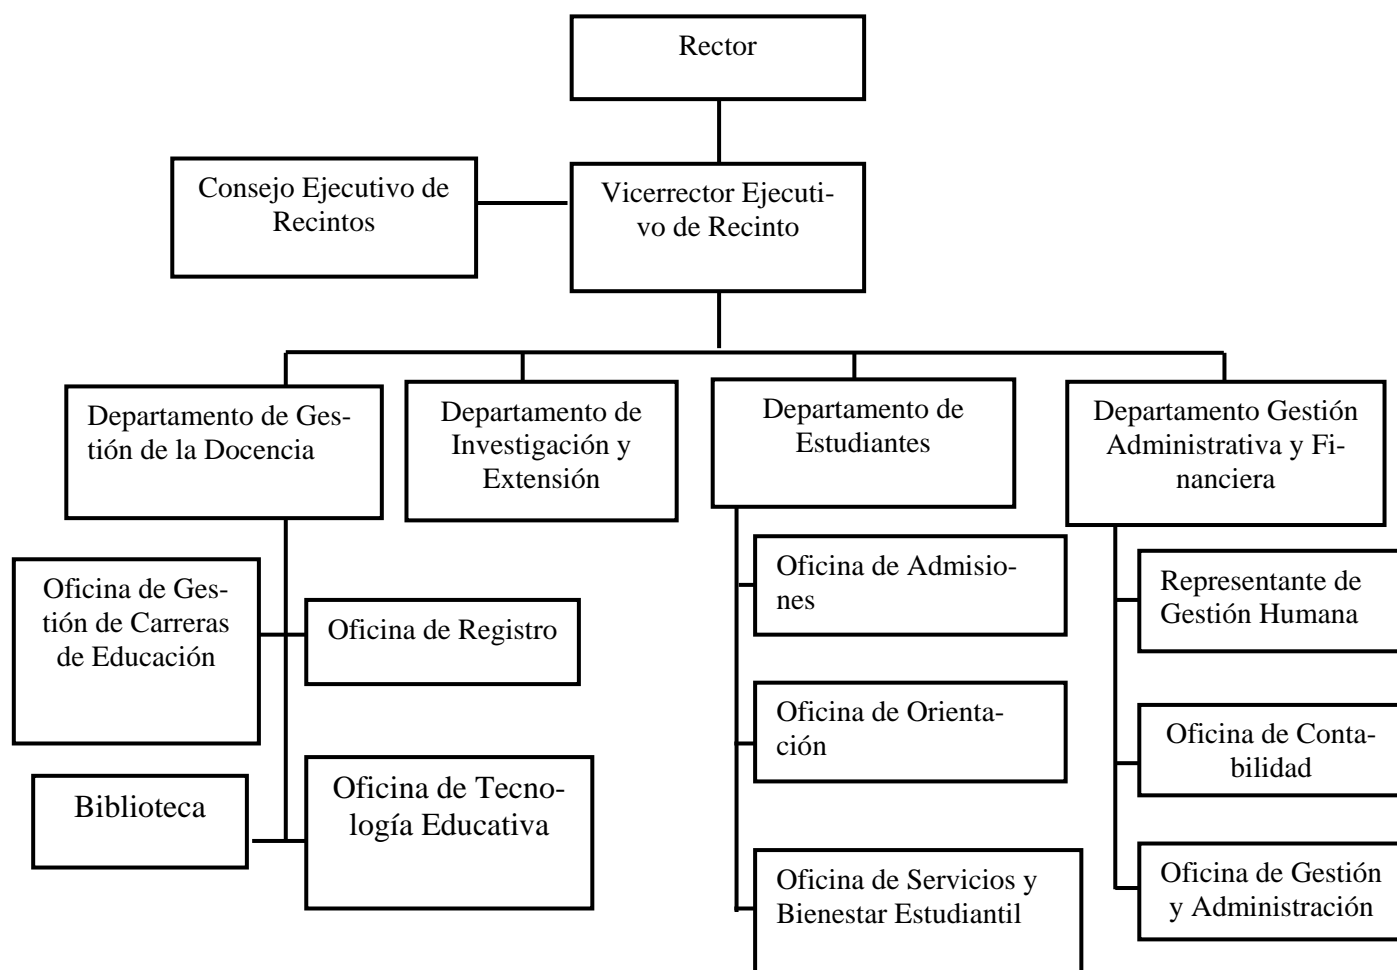 Rector
Consejo Ejecutivo de
Recintos
Vicerrector Ejecuti-
vo de Recinto
Departamento de Ges-
tión de la Docencia
Departamento de
Investigación y
Extensión
Departamento de
Estudiantes
Departamento Gestión
Administrativa y Fi-
nanciera
Oficina de Ges-
tión de Carreras
de Educación
Oficina de Registro
Biblioteca
Oficina de Tecno-
logía Educativa
Oficina de Admisio-
nes
Oficina de Orienta-
ción
Oficina de Servicios y
Bienestar Estudiantil
Representante de
Gestión Humana
Oficina de Conta-
bilidad
Oficina de Gestión
y Administración